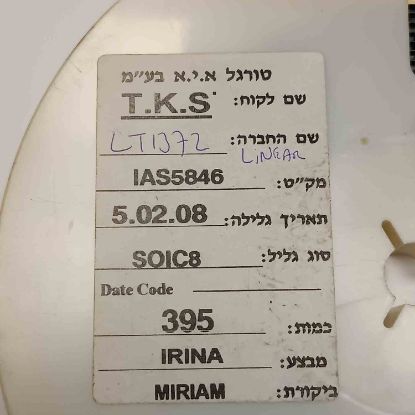 טורגל א.י.א בע"מ
שם לקוח: T.K.S
שם החברה: LT1372 LINEAR
מק"ט: IAS5846
תאריך גלילה: 5.02.08
סוג גליל: SOIC8
Date Code
כמות: 395
מבצע: IRINA
ביקורת: MIRIAM